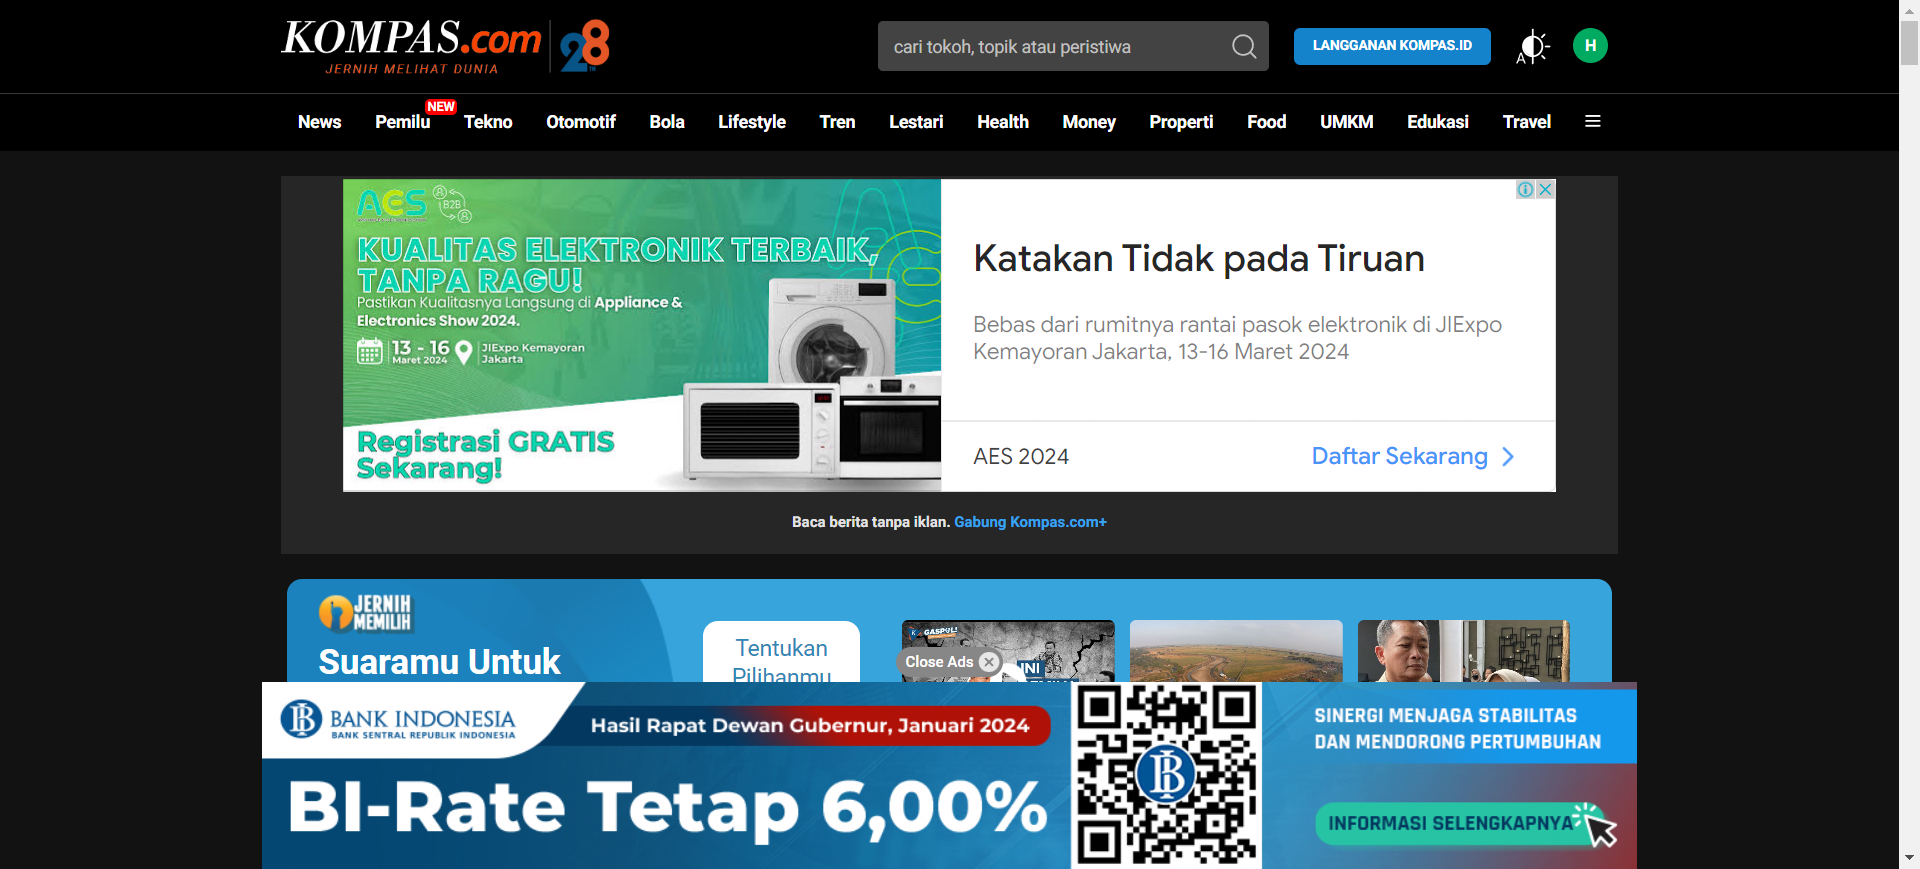 KOMPAS.com
JERNIH MELIHAT DUNIA
28
cari tokoh, topik atau peristiwa
LANGGANAN KOMPAS.ID
A
H
News
Pemilu
NEW
Tekno
Otomotif
Bola
Lifestyle
Tren
Lestari
Health
Money
Properti
Food
UMKM
Edukasi
Travel
AES
B2B
KUALITAS ELEKTRONIK TERBAIK,
TANPA RAGU!
Pastikan Kualitasnya Langsung di Appliance &
Electronics Show 2024.
13 - 16
Maret 2024
JIExpo Kemayoran
Jakarta
Registrasi GRATIS
Sekarang!
Katakan Tidak pada Tiruan
Bebas dari rumitnya rantai pasok elektronik di JIExpo
Kemayoran Jakarta, 13-16 Maret 2024
AES 2024
Daftar Sekarang
Baca berita tanpa iklan. Gabung Kompas.com+
JERNIH
MEMILIH
Suaramu Untuk
Tentukan
Pilihanmu
GASPOL!
INI
Close Ads
BANK INDONESIA
BANK SENTRAL REPUBLIK INDONESIA
Hasil Rapat Dewan Gubernur, Januari 2024
BI-Rate Tetap 6,00%
SINERGI MENJAGA STABILITAS
DAN MENDORONG PERTUMBUHAN
INFORMASI SELENGKAPNYA